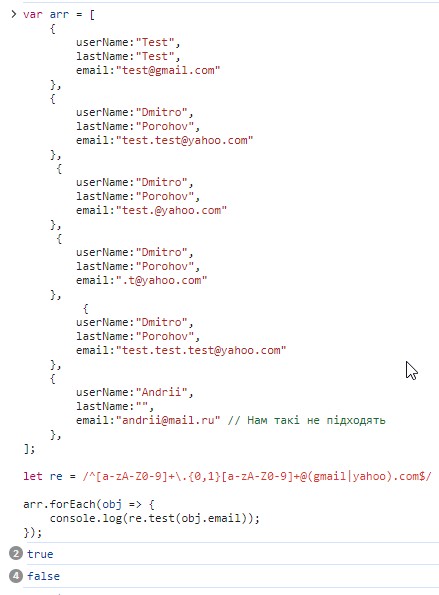 var arr = [
{
userName:"Test",
lastName:"Test",
email:"test@gmail.com"
},
{
userName:"Dmitro",
lastName:"Porohov",
email:"test.test@yahoo.com"
},
{
userName:"Dmitro",
lastName:"Porohov",
email:"test.@yahoo.com"
},
{
userName:"Dmitro",
lastName:"Porohov",
email:".t@yahoo.com"
},
{
userName:"Dmitro",
lastName:"Porohov",
email:"test.test.test@yahoo.com"
},
{
userName:"Andrii",
lastName:"",
email:"andrii@mail.ru" // Нам такі не підходять
},
];
let re = /^[a-zA-Z0-9]+\.{0,1}[a-zA-Z0-9]+@(gmail|yahoo).com$/
arr.forEach(obj => {
console.log(re.test(obj.email));
});
2 true
4 false